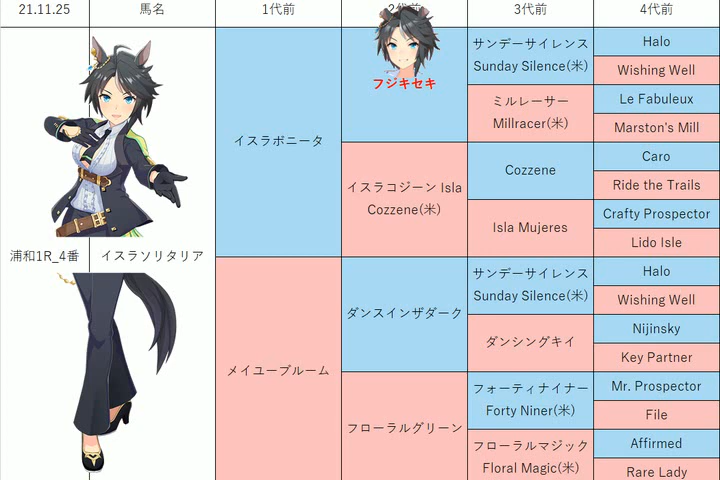 21.11.25 馬名 1代前 2代前 3代前 4代前
フジキセキ
サンデーサイレンス
Sunday Silence(米)
Halo
Wishing Well
ミルレーサー
Millracer(米)
Le Fabuleux
Marston's Mill
イスラボニータ
イスラコジーン Isla
Cozzene(米)
Cozzene
Caro
Ride the Trails
Isla Mujeres
Crafty Prospector
Lido Isle
浦和1R_4番 イスラソリタリア
メイユーブルーム
ダンスインザダーク
サンデーサイレンス
Sunday Silence(米)
Halo
Wishing Well
ダンシングキイ
Nijinsky
Key Partner
フローラルグリーン
フォーティナイナー
Forty Niner(米)
Mr. Prospector
File
フローラルマジック
Floral Magic(米)
Affirmed
Rare Lady